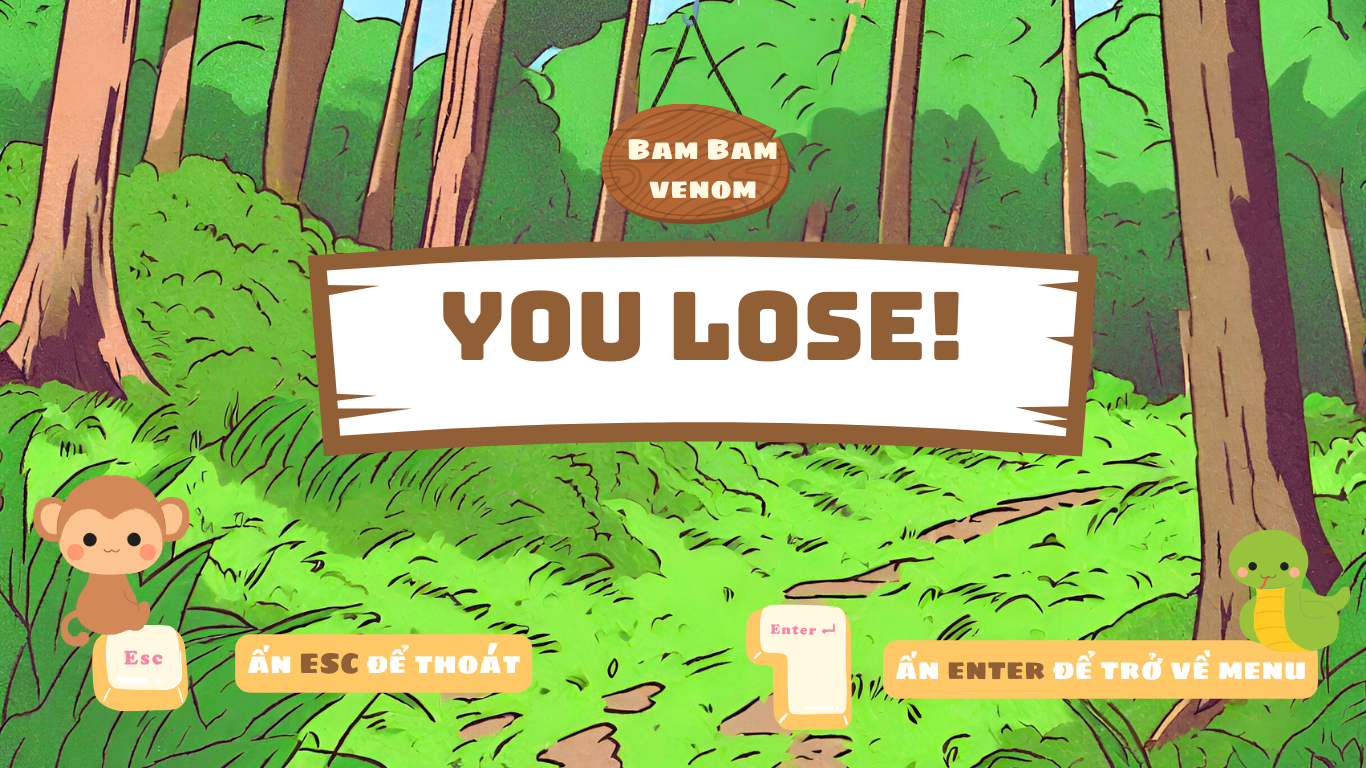 BAM BAM
VENOM
YOU LOSE!
Esc
ẤN ESC ĐỂ THOÁT
Enter ↵
ẤN ENTER ĐỂ TRỞ VỀ MENU